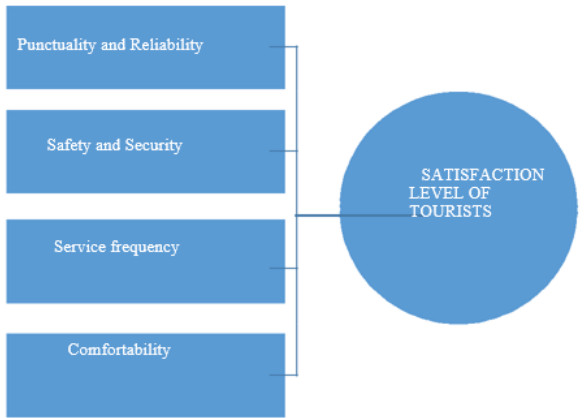 Punctuality and Reliability
Safety and Security
Service frequency
Comfortability
SATISFACTION
LEVEL OF
TOURISTS